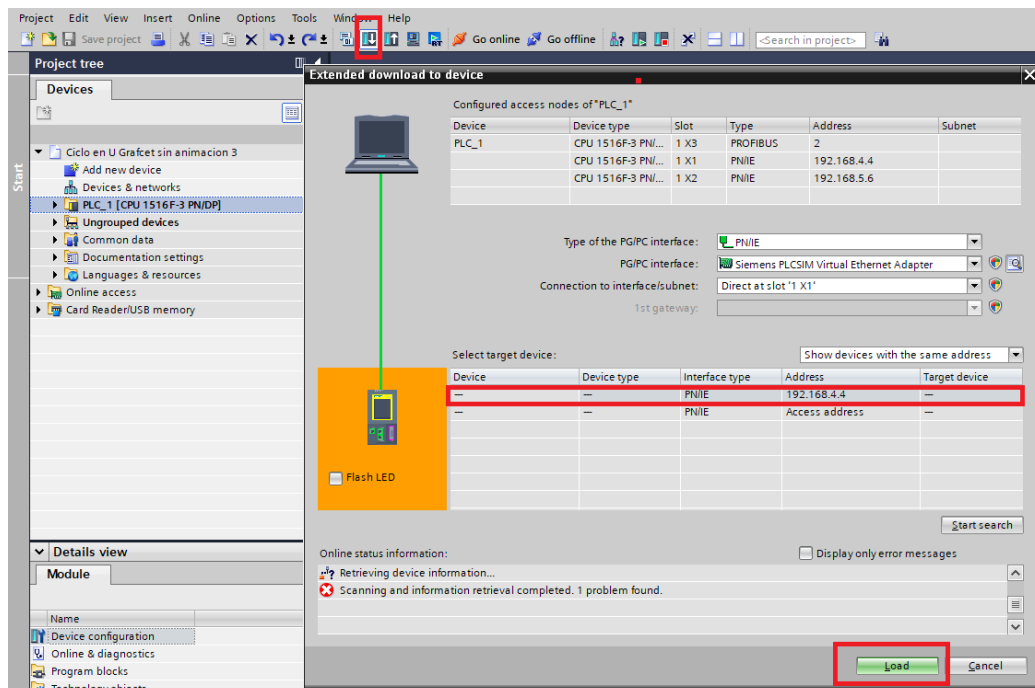 Project Edit View Insert Online Options Tools Window Help
Save project Go online Go offline <Search in project>
Project tree
Devices
Start
Ciclo en U Grafcet sin animacion 3
Add new device
Devices & networks
PLC_1 [CPU 1516F-3 PN/DP]
Ungrouped devices
Common data
Documentation settings
Languages & resources
Online access
Card Reader/USB memory
Details view
Module
Name
Device configuration
Online & diagnostics
Program blocks
Technology objects
Extended download to device
Configured access nodes of "PLC_1"
Device Device type Slot Type Address Subnet
PLC_1 CPU 1516F-3 PN/... 1 X3 PROFIBUS 2
CPU 1516F-3 PN/... 1 X1 PN/IE 192.168.4.4
CPU 1516F-3 PN/... 1 X2 PN/IE 192.168.5.6
Type of the PG/PC interface: PN/IE
PG/PC interface: Siemens PLCSIM Virtual Ethernet Adapter
Connection to interface/subnet: Direct at slot '1 X1'
1st gateway:
Select target device: Show devices with the same address
Device Device type Interface type Address Target device
— — PN/IE 192.168.4.4 —
— — PN/IE Access address —
Flash LED
Start search
Online status information: Display only error messages
Retrieving device information...
Scanning and information retrieval completed. 1 problem found.
Load Cancel